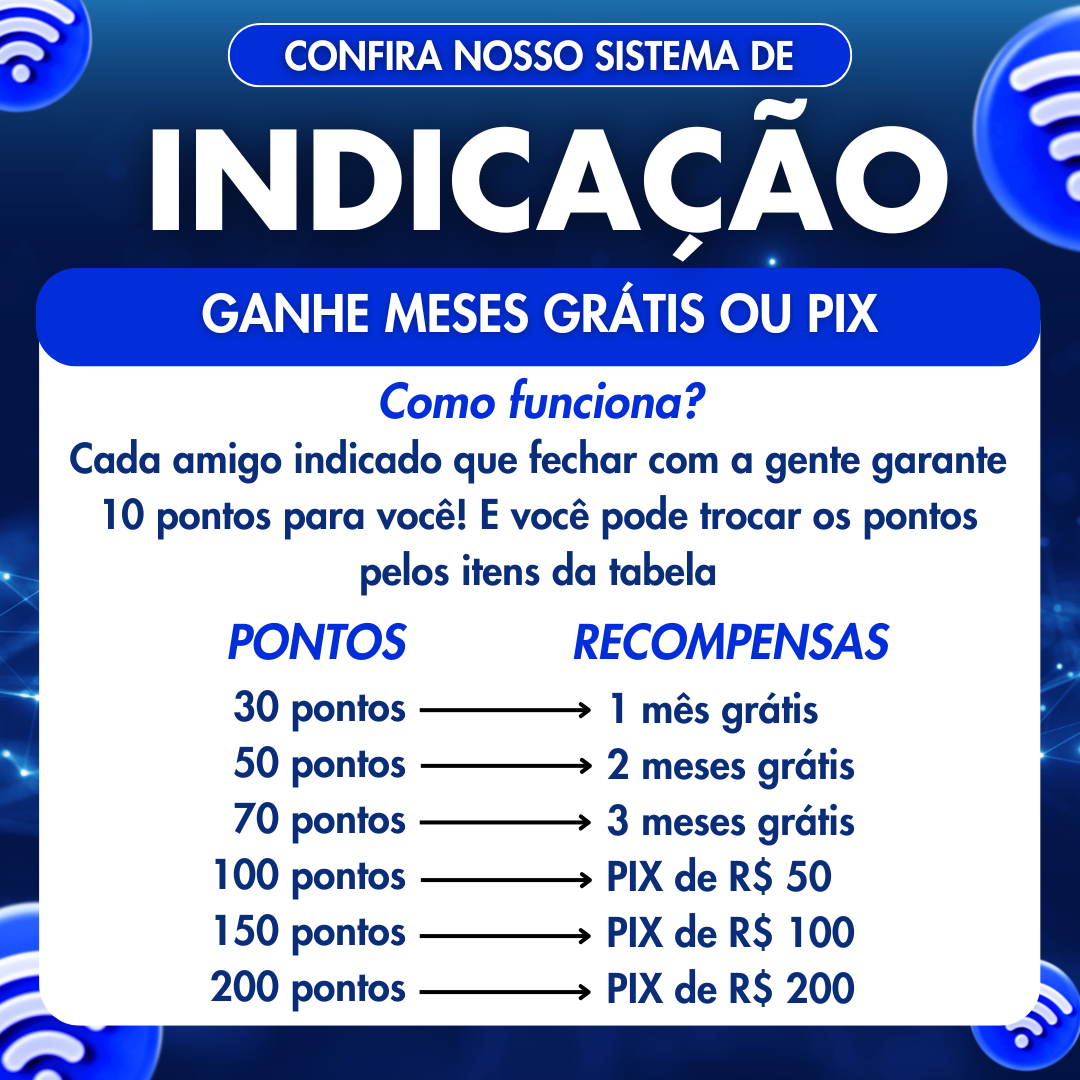 CONFIRA NOSSO SISTEMA DE
INDICAÇÃO
GANHE MESES GRÁTIS OU PIX
Como funciona?
Cada amigo indicado que fechar com a gente garante
10 pontos para você! E você pode trocar os pontos
pelos itens da tabela
PONTOS RECOMPENSAS
30 pontos 1 mês grátis
50 pontos 2 meses grátis
70 pontos 3 meses grátis
100 pontos PIX de R$ 50
150 pontos PIX de R$ 100
200 pontos PIX de R$ 200